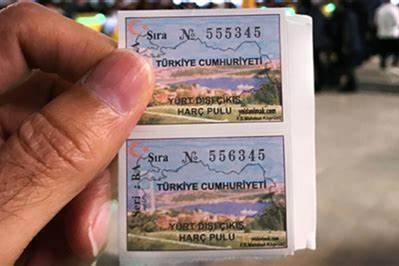 Sıra № 555345
TÜRKİYE CUMHURİYETİ
YURT DIŞI ÇIKIŞ
HARÇ PULU
Sıra № 556345
TÜRKİYE CUMHURİYETİ
YURT DIŞI ÇIKIŞ
HARÇ PULU